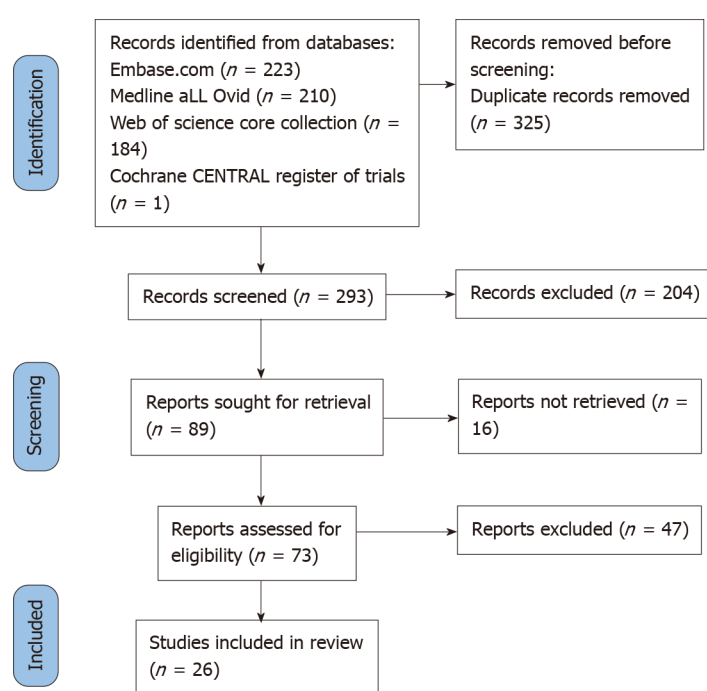 Identification
Records identified from databases:
Embase.com (n = 223)
Medline aLL Ovid (n = 210)
Web of science core collection (n =
184)
Cochrane CENTRAL register of trials
(n = 1)
Records removed before
screening:
Duplicate records removed
(n = 325)
Records screened (n = 293)
Records excluded (n = 204)
Screening
Reports sought for retrieval
(n = 89)
Reports not retrieved (n =
16)
Reports assessed for
eligibility (n = 73)
Reports excluded (n = 47)
Included
Studies included in review
(n = 26)